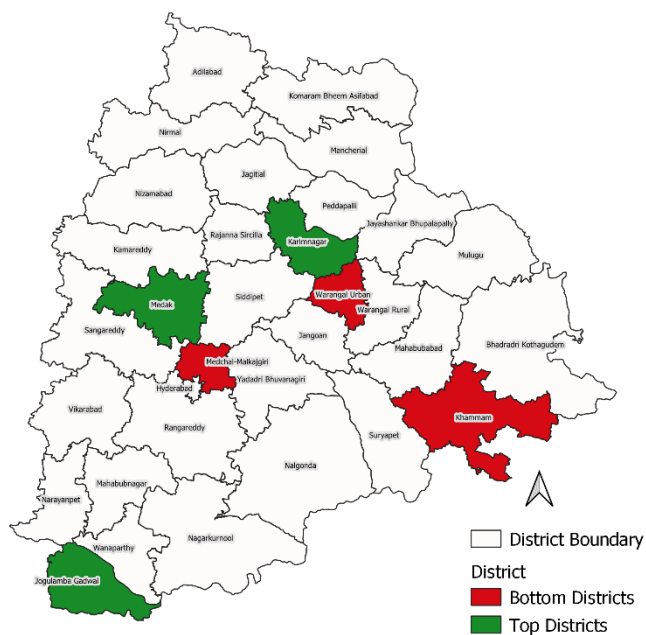 Adilabad
Komaram Bheem Asifabad
Nirmal
Mancherial
Jagitial
Nizamabad
Peddapalli
Jayashankar Bhupalapally
Rajanna Sircilla
Karimnagar
Kamareddy
Mulugu
Warangal Urban
Siddipet
Medak
Warangal Rural
Sangareddy
Jangoan
Bhadradri Kothagudem
Mahabubabad
Medchal-Malkajgiri
Yadadri Bhuvanagiri
Hyderabad
Vikarabad
Khammam
Rangareddy
Suryapet
Nalgonda
Mahabubnagar
Narayanpet
Nagarkurnool
Wanaparthy
Jogulamba Gadwal
District Boundary
District
Bottom Districts
Top Districts